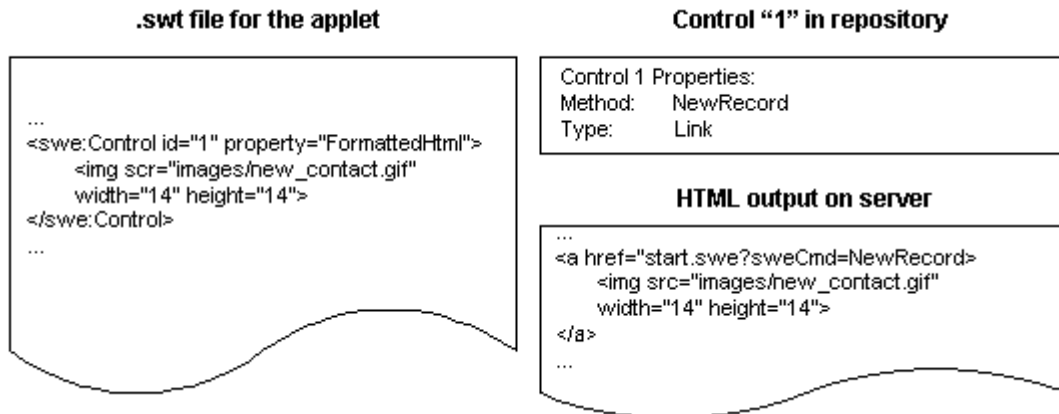 .swt file for the applet
...
<swe:Control id="1" property="FormattedHtml">
<img scr="images/new_contact.gif"
width="14" height="14">
</swe:Control>
...
Control “1” in repository
Control 1 Properties:
Method: NewRecord
Type: Link
HTML output on server
...
<a href="start.swe?sweCmd=NewRecord>
<img src="images/new_contact.gif"
width="14" height="14">
</a>
...